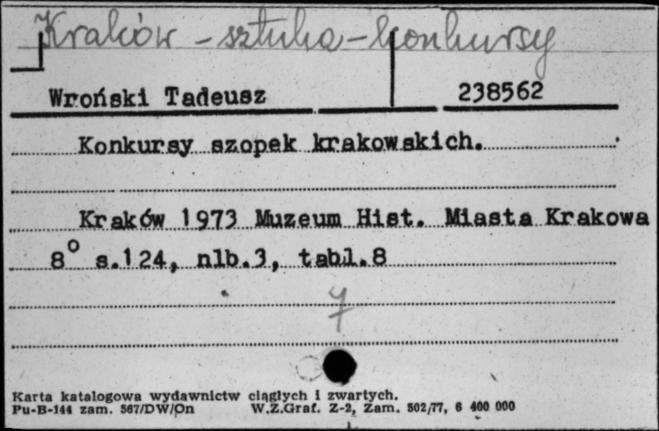 Kraków - sztuka - konkursy
Wroński Tadeusz 238562
Konkursy szopek krakowskich.
Kraków 1973 Muzeum Hist. Miasta Krakowa
8° s.124, nlb.3, tabl.8
7
Karta katalogowa wydawnictw ciągłych i zwartych.
Pu-B-144 zam. 567/DW/On W.Z.Graf. Z-2, Zam. 502/77, 6 400 000